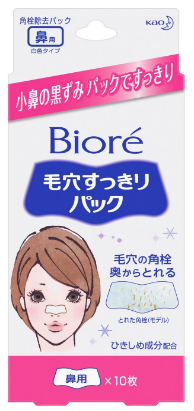 角栓除去パック
鼻用
白色タイプ
Kao
小鼻の黒ずみ パックですっきり
Bioré
毛穴すっきり
パック
毛穴の角栓
奥からとれる
とれた角栓(モデル)
ひきしめ成分配合
鼻用 ×10枚